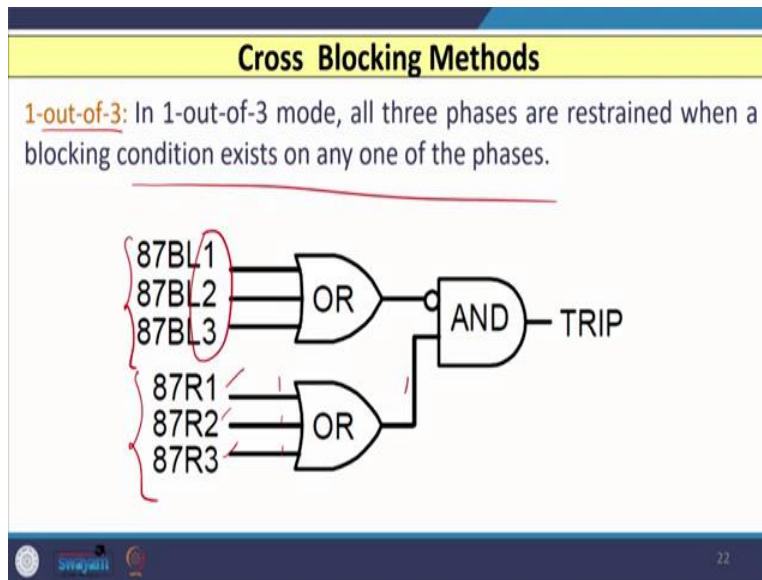 Cross Blocking Methods
1-out-of-3: In 1-out-of-3 mode, all three phases are restrained when a
blocking condition exists on any one of the phases.
87BL1
87BL2
87BL3
OR
AND
TRIP
87R1
87R2
87R3
OR
swayam
22